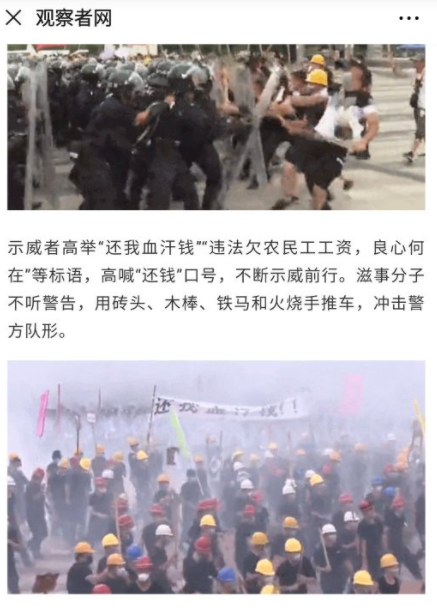 观察者网
示威者高举“还我血汗钱”“违法欠农民工工资，良心何
在”等标语，高喊“还钱”口号，不断示威前行。滋事分子
不听警告，用砖头、木棒、铁马和火烧手推车，冲击警
方队形。
还我血汗钱！！